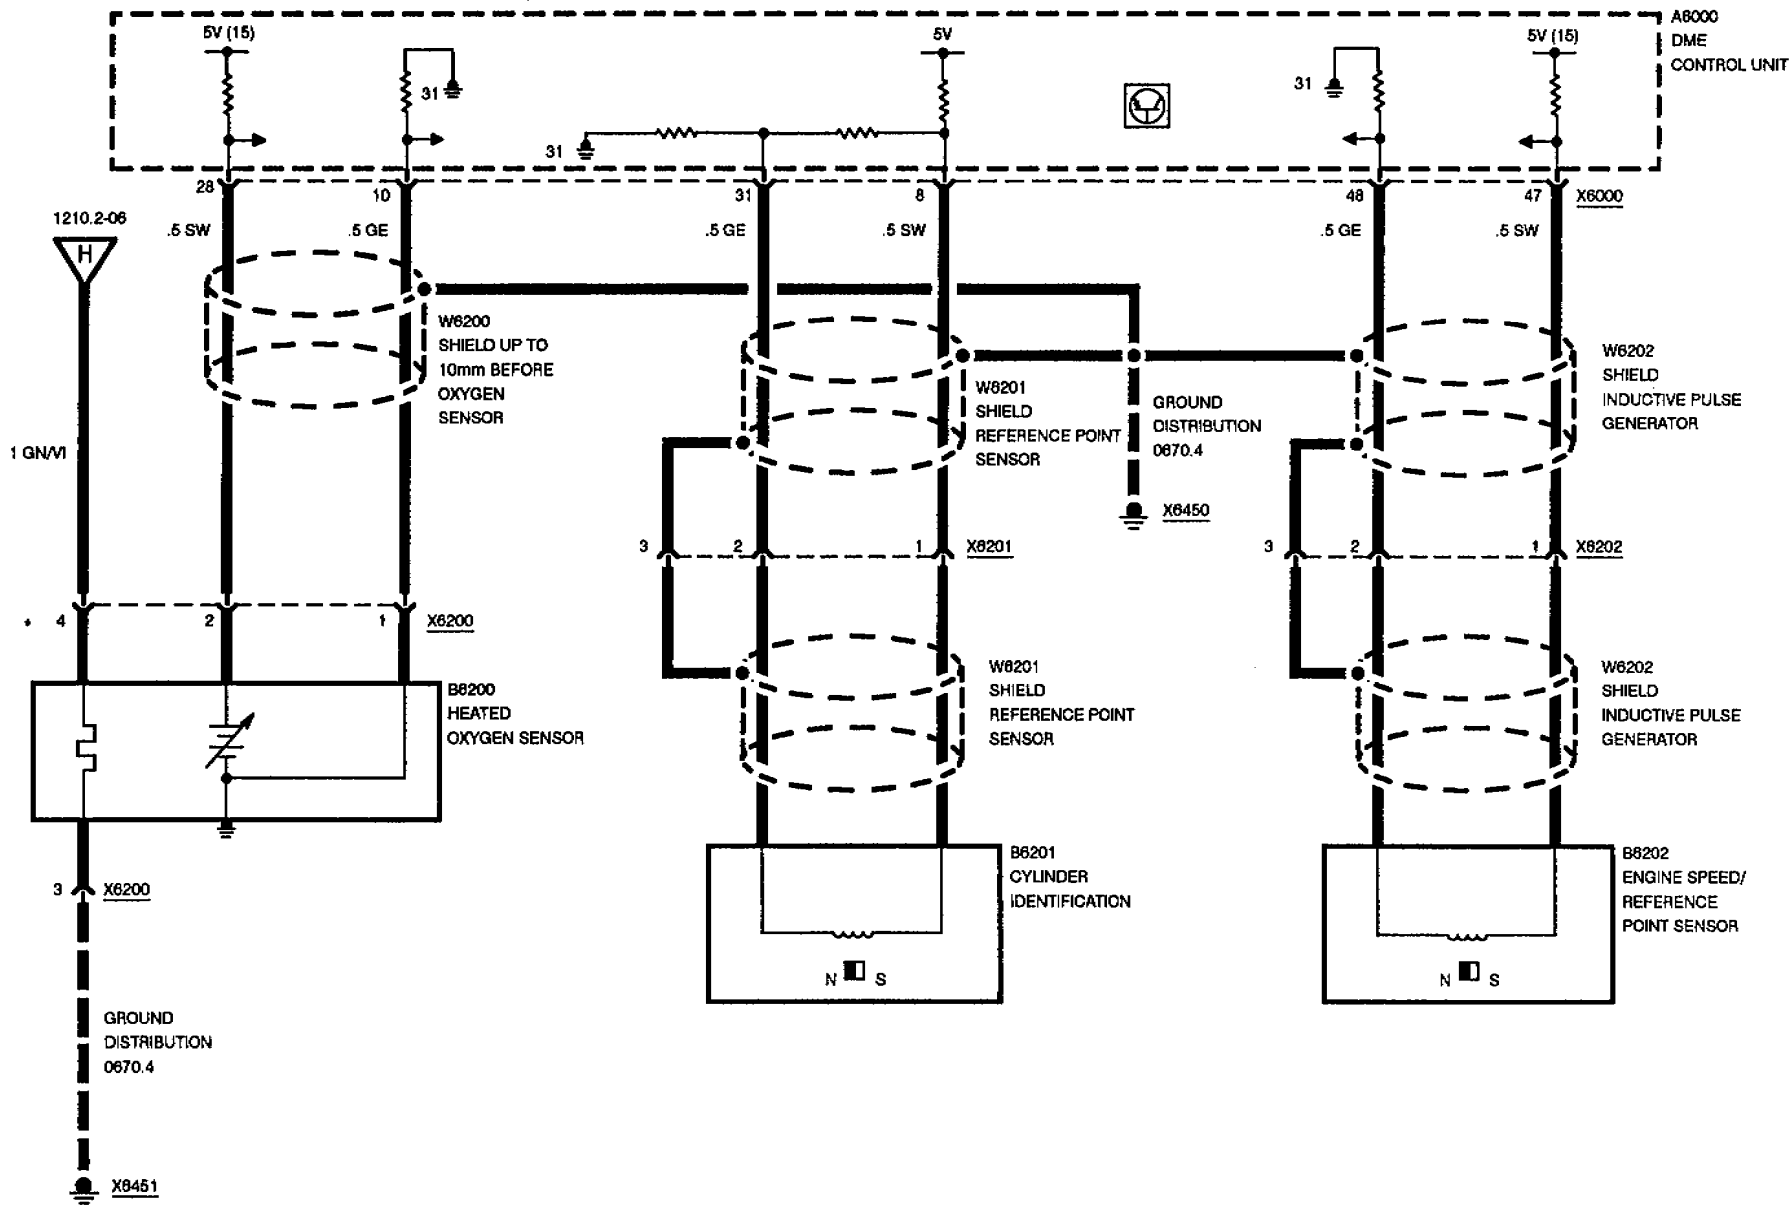 A6000
DME
CONTROL UNIT
5V (15)
5V
5V (15)
31
31
31
28
10
31
8
48
47
X6000
1210.2-06
H
.5 SW
.5 GE
.5 GE
.5 SW
.5 GE
.5 SW
W6200
SHIELD UP TO
10mm BEFORE
OXYGEN
SENSOR
W6201
SHIELD
REFERENCE POINT
SENSOR
GROUND
DISTRIBUTION
0670.4
W6202
SHIELD
INDUCTIVE PULSE
GENERATOR
1 GN/VI
X6450
3
2
1
X6201
3
2
1
X6202
4
2
1
X6200
B6200
HEATED
OXYGEN SENSOR
W6201
SHIELD
REFERENCE POINT
SENSOR
W6202
SHIELD
INDUCTIVE PULSE
GENERATOR
3
X6200
B6201
CYLINDER
IDENTIFICATION
N
S
B6202
ENGINE SPEED/
REFERENCE
POINT SENSOR
N
S
GROUND
DISTRIBUTION
0670.4
X6451